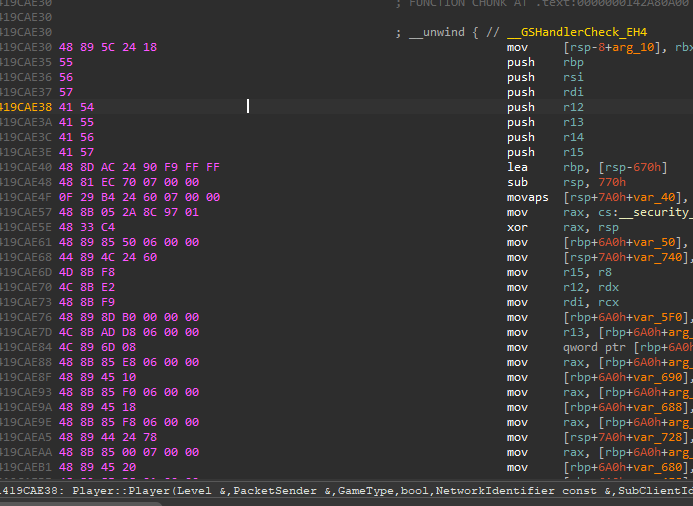 419CAE30 ; FUNCTION CHUNK AT .text:0000000142A80A00
419CAE30
419CAE30 ; __unwind { // __GSHandlerCheck_EH4
419CAE30 48 89 5C 24 18 mov [rsp-8+arg_10], rbx
419CAE35 55 push rbp
419CAE36 56 push rsi
419CAE37 57 push rdi
419CAE38 41 54 push r12
419CAE3A 41 55 push r13
419CAE3C 41 56 push r14
419CAE3E 41 57 push r15
419CAE40 48 8D AC 24 90 F9 FF FF lea rbp, [rsp-670h]
419CAE48 48 81 EC 70 07 00 00 sub rsp, 770h
419CAE4F 0F 29 B4 24 60 07 00 00 movaps [rsp+7A0h+var_40],
419CAE57 48 8B 05 2A 8C 97 01 mov rax, cs:__security_
419CAE5E 48 33 C4 xor rax, rsp
419CAE61 48 89 85 50 06 00 00 mov [rbp+6A0h+var_50],
419CAE68 44 89 4C 24 60 mov [rsp+7A0h+var_740],
419CAE6D 4D 8B F8 mov r15, r8
419CAE70 4C 8B E2 mov r12, rdx
419CAE73 48 8B F9 mov rdi, rcx
419CAE76 48 89 8D B0 00 00 00 mov [rbp+6A0h+var_5F0],
419CAE7D 4C 8B AD D8 06 00 00 mov r13, [rbp+6A0h+arg_
419CAE84 4C 89 6D 08 mov qword ptr [rbp+6A0h
419CAE88 48 8B 85 E8 06 00 00 mov rax, [rbp+6A0h+arg_
419CAE8F 48 89 45 10 mov [rbp+6A0h+var_690],
419CAE93 48 8B 85 F0 06 00 00 mov rax, [rbp+6A0h+arg_
419CAE9A 48 89 45 18 mov [rbp+6A0h+var_688],
419CAE9E 48 8B 85 F8 06 00 00 mov rax, [rbp+6A0h+arg_
419CAEA5 48 89 44 24 78 mov [rsp+7A0h+var_728],
419CAEAA 48 8B 85 00 07 00 00 mov rax, [rbp+6A0h+arg_
419CAEB1 48 89 45 20 mov [rbp+6A0h+var_680],
1419CAE38: Player::Player(Level &,PacketSender &,GameType,bool,NetworkIdentifier const &,SubClientId